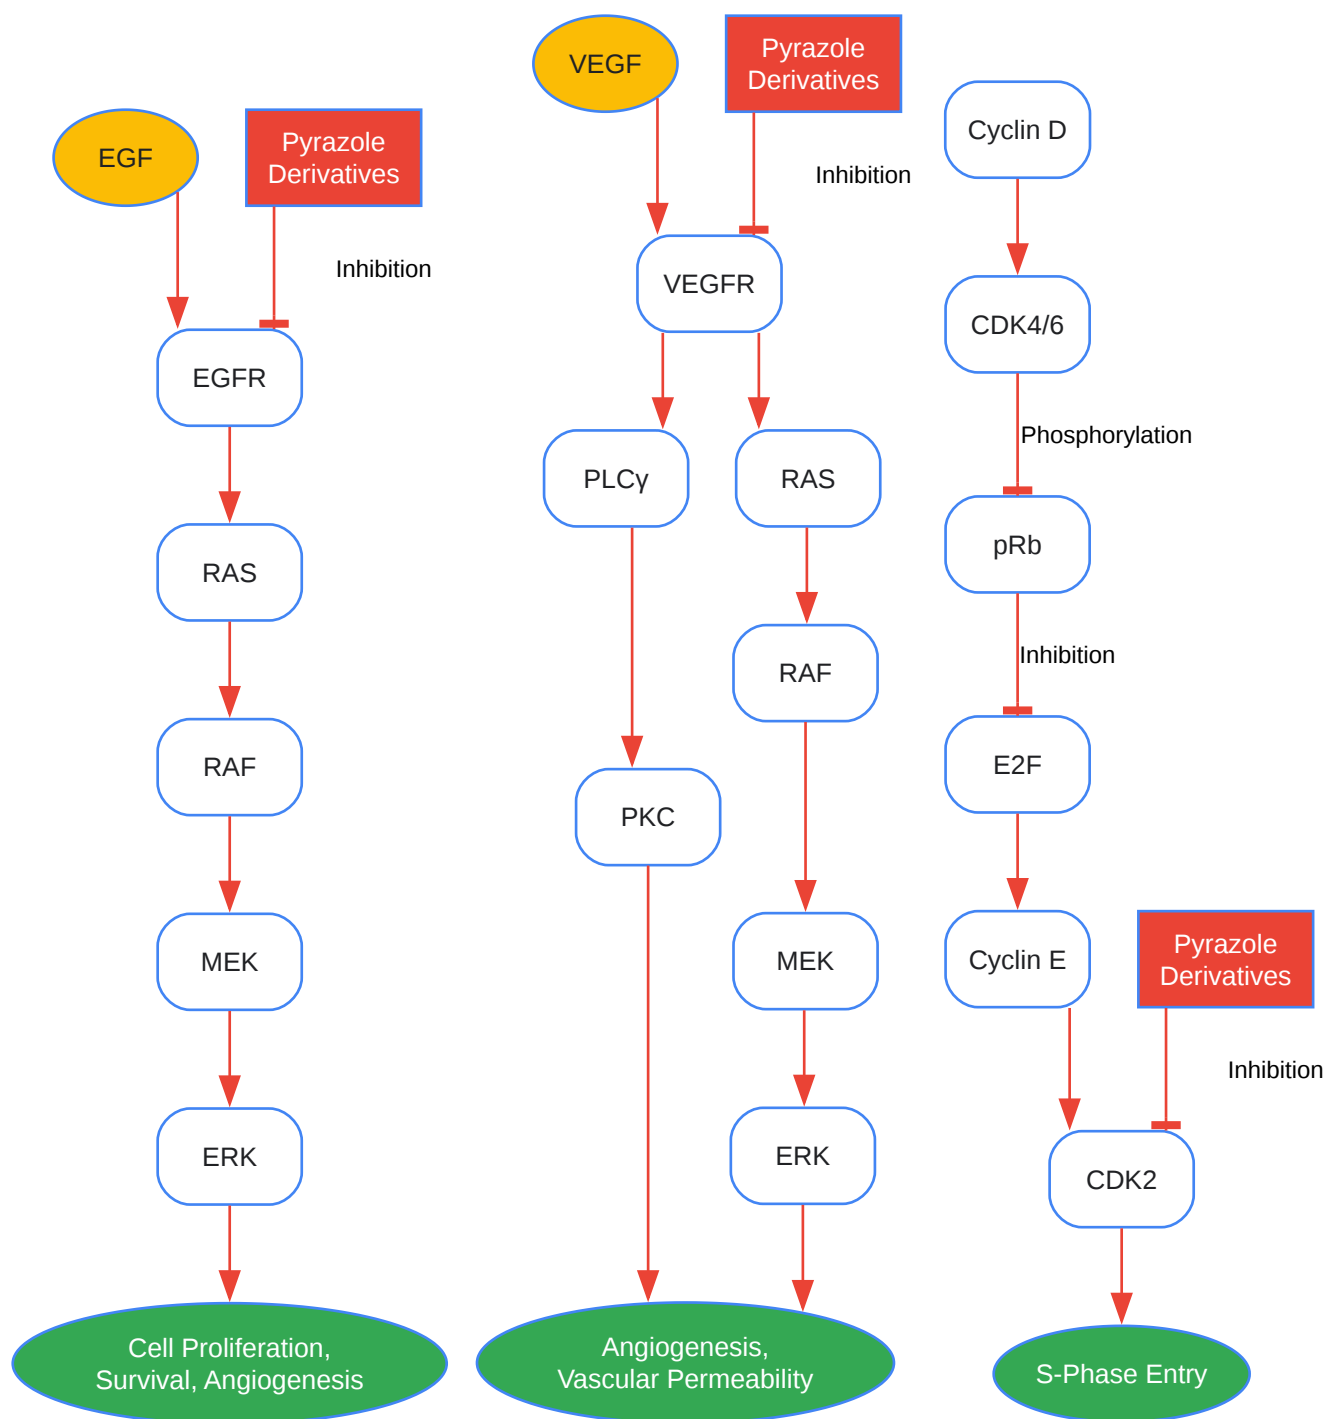 EGF
Pyrazole
Derivatives
Inhibition
EGFR
RAS
RAF
MEK
ERK
Cell Proliferation,
Survival, Angiogenesis
VEGF
Pyrazole
Derivatives
Inhibition
VEGFR
PLCγ
RAS
RAF
PKC
MEK
ERK
Angiogenesis,
Vascular Permeability
Cyclin D
CDK4/6
Phosphorylation
pRb
Inhibition
E2F
Cyclin E
Pyrazole
Derivatives
Inhibition
CDK2
S-Phase Entry